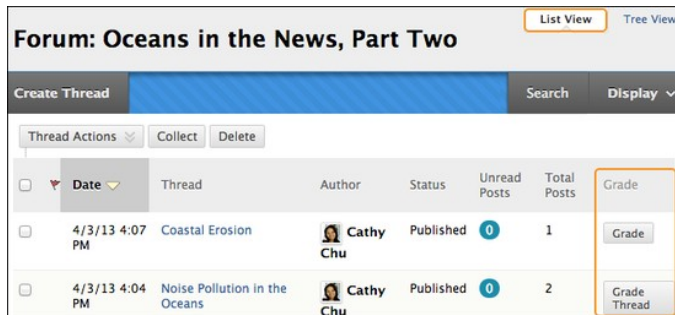 List View
Tree View
Forum: Oceans in the News, Part Two
Create Thread
Search
Display
Thread Actions
Collect
Delete
Date
Thread
Author
Status
Unread
Posts
Total
Posts
Grade
4/3/13 4:07
PM
Coastal Erosion
Cathy
Chu
Published
0
1
Grade
4/3/13 4:04
PM
Noise Pollution in the
Oceans
Cathy
Chu
Published
0
2
Grade
Thread